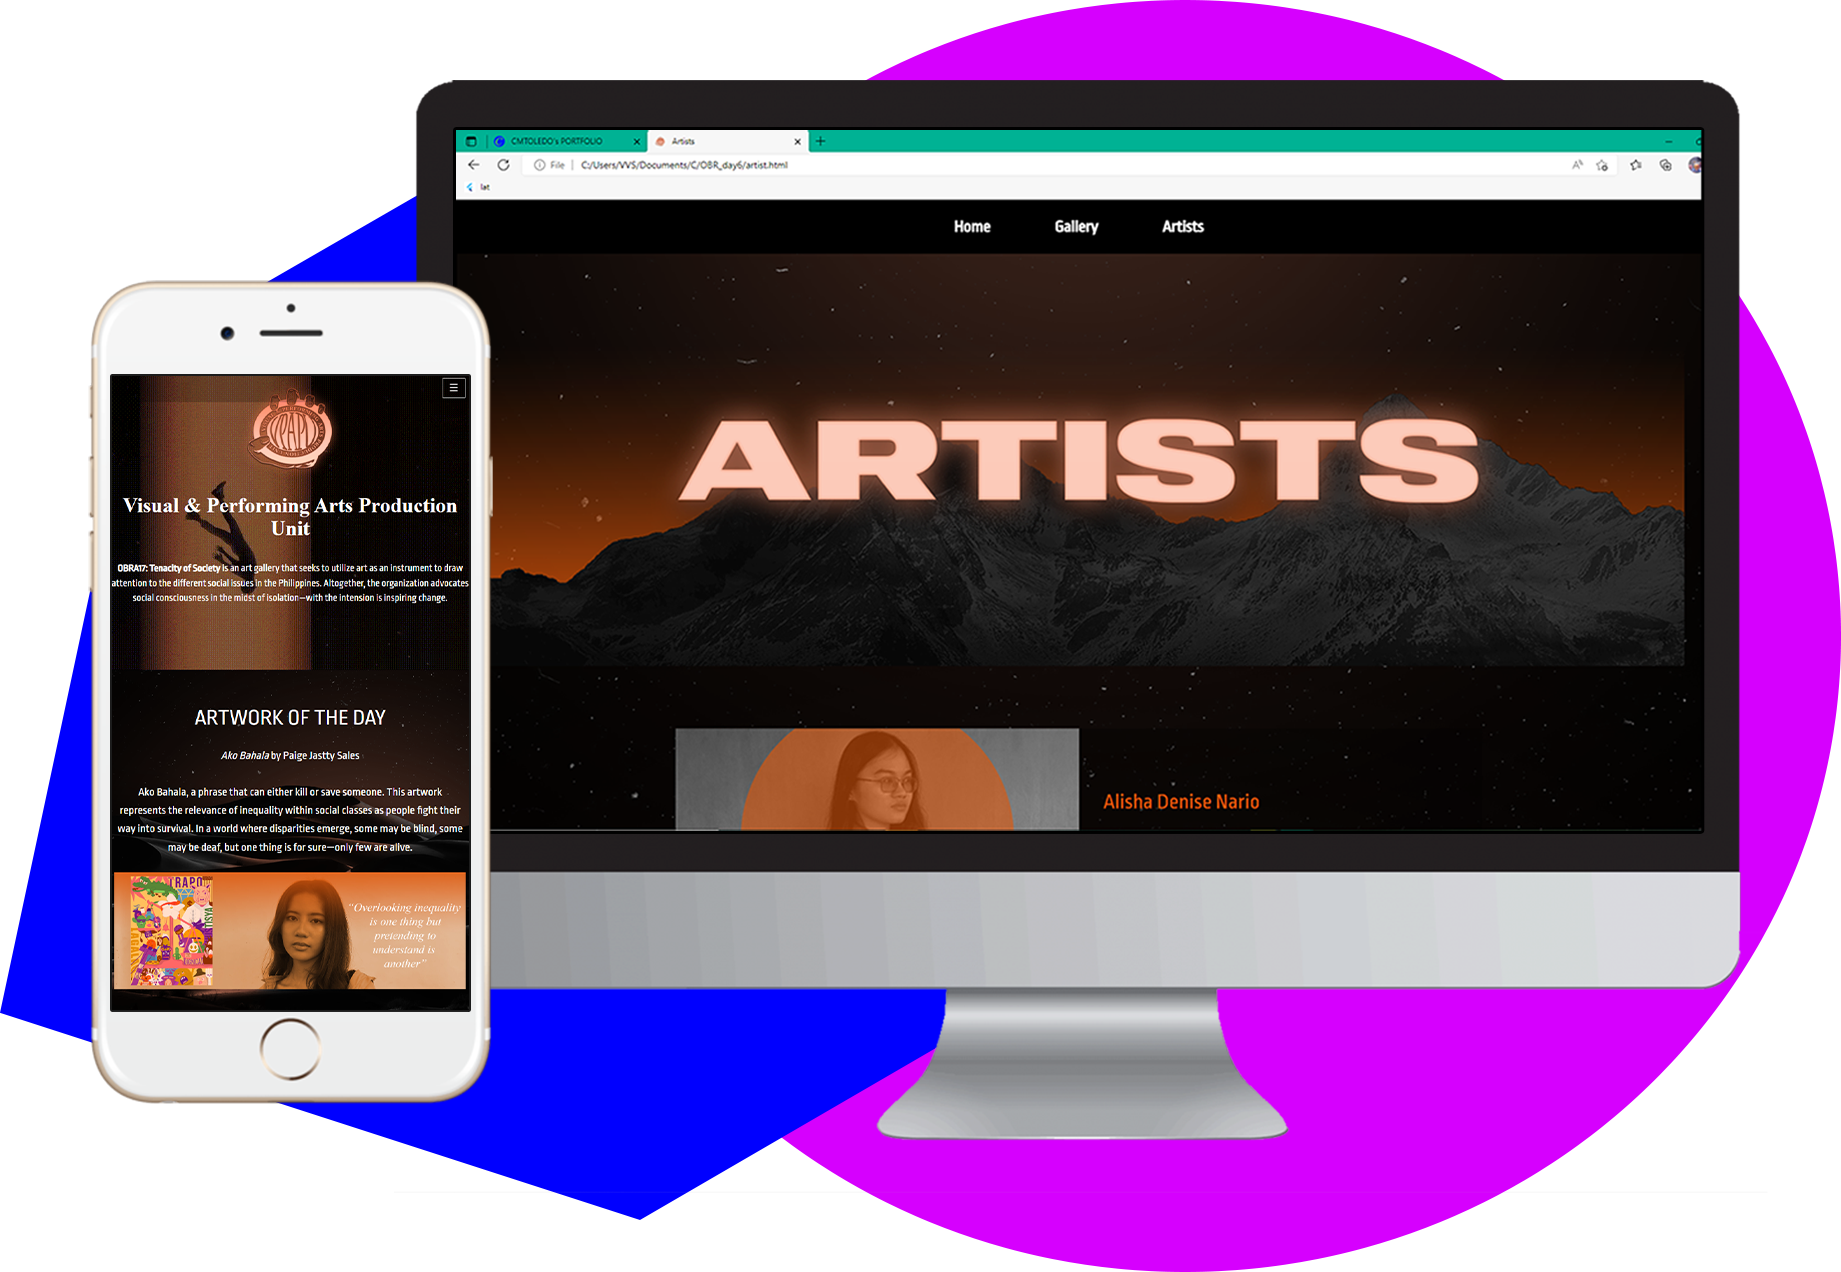 CMTOLEDO's PORTFOLIO
Artists
File
C:/Users/VVS/Documents/C/OBR_day6/artist.html
lat
Home
Gallery
Artists
ARTISTS
Alisha Denise Nario
Visual & Performing Arts Production
Unit
OBRA17: Tenacity of Society is an art gallery that seeks to utilize art as an instrument to draw
attention to the different social issues in the Philippines. Altogether, the organization advocates
social consciousness in the midst of isolation—with the intension is inspiring change.
ARTWORK OF THE DAY
Ako Bahala by Paige Jastty Sales
Ako Bahala, a phrase that can either kill or save someone. This artwork
represents the relevance of inequality within social classes as people fight their
way into survival. In a world where disparities emerge, some may be blind, some
may be deaf, but one thing is for sure—only few are alive.
TRAPO
"Overlooking inequality
is one thing but
pretending to
understand is
another"